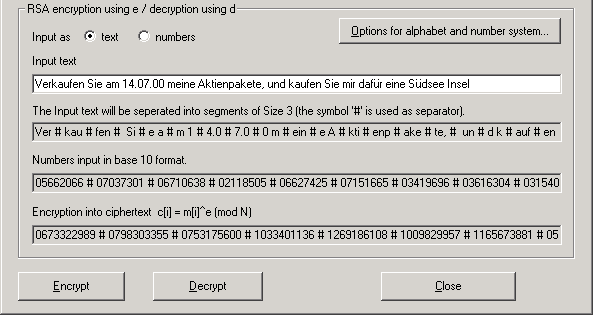 RSA encryption using e / decryption using d
Input as text numbers Options for alphabet and number system...
Input text
Verkaufen Sie am 14.07.00 meine Aktienpakete, und kaufen Sie mir dafür eine Südsee Insel
The Input text will be seperated into segments of Size 3 (the symbol '#' is used as separator).
Ver # kau # fen # Si # e a # m 1 # 4.0 # 7.0 # 0 m # ein # e A # kti # enp # ake # te, # un # d k # auf # en
Numbers input in base 10 format.
05662066 # 07037301 # 06710638 # 02118505 # 06627425 # 07151665 # 03419696 # 03616304 # 031540
Encryption into ciphertext c[i] = m[i]^e (mod N)
0673322989 # 0798303355 # 0753175600 # 1033401136 # 1269186108 # 1009829957 # 1165673881 # 05
Encrypt Decrypt Close